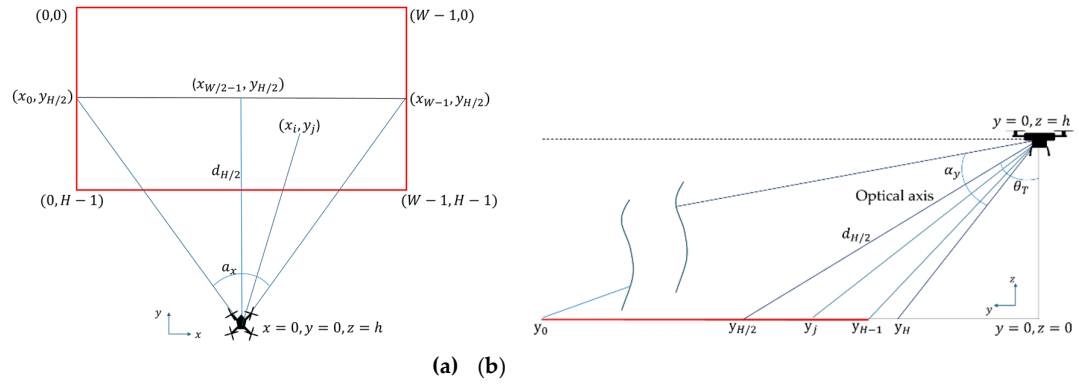 (0,0)
(W − 1,0)
(x_{W/2−1}, y_{H/2})
(x_0, y_{H/2})
(x_{W−1}, y_{H/2})
(x_i, y_j)
d_{H/2}
(0, H − 1)
(W − 1, H − 1)
a_x
y
x
x = 0, y = 0, z = h
(a)
(b)
y = 0, z = h
α_y
θ_T
Optical axis
d_{H/2}
z
y
y_0
y_{H/2}
y_j
y_{H−1}
y_H
y = 0, z = 0